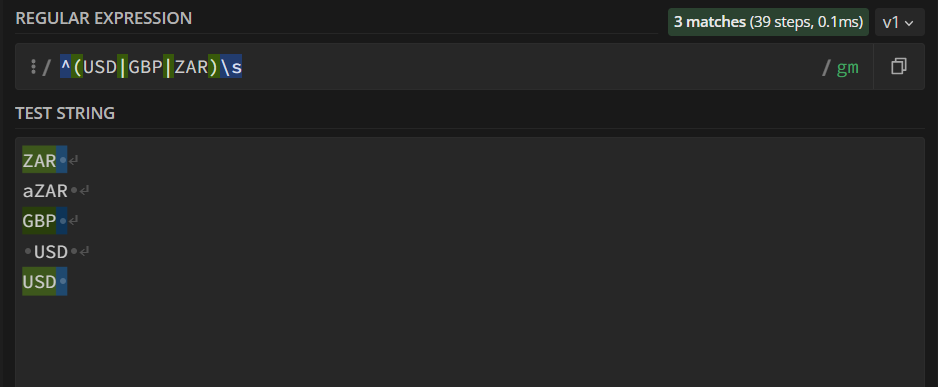 REGULAR EXPRESSION
3 matches (39 steps, 0.1ms)
v1
/ ^(USD|GBP|ZAR)\s / gm
TEST STRING
ZAR
aZAR
GBP
USD
USD